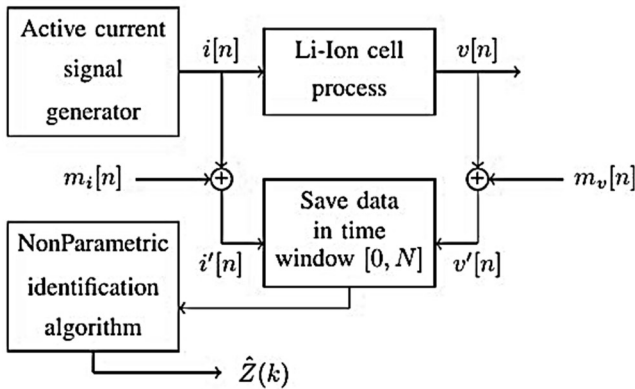 Active current
signal
generator
i[n]
Li-Ion cell
process
v[n]
m_i[n]
+
+
m_v[n]
Save data
in time
window [0, N]
i'[n]
v'[n]
NonParametric
identification
algorithm
Ẑ(k)